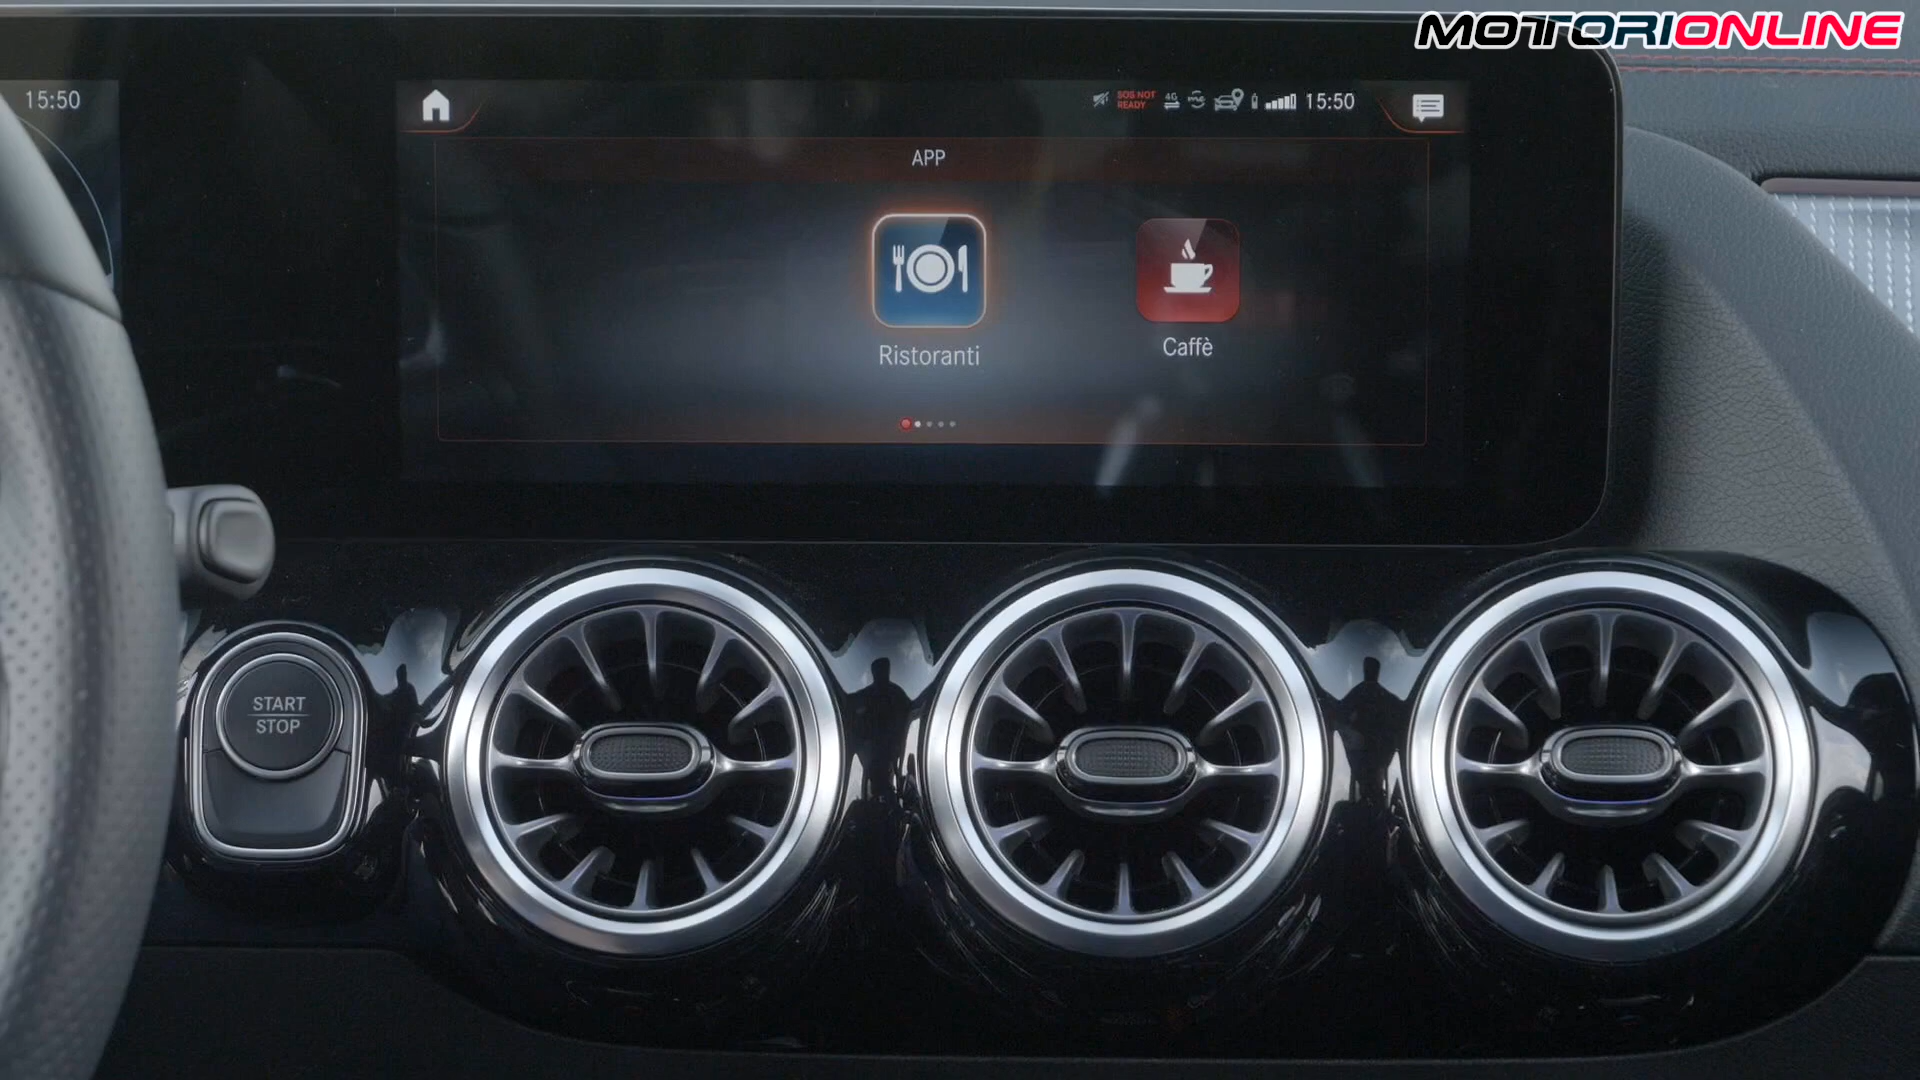 MOTORIONLINE
15:50
SOS NOT
READY
4G
15:50
APP
Ristoranti
Caffè
START
STOP